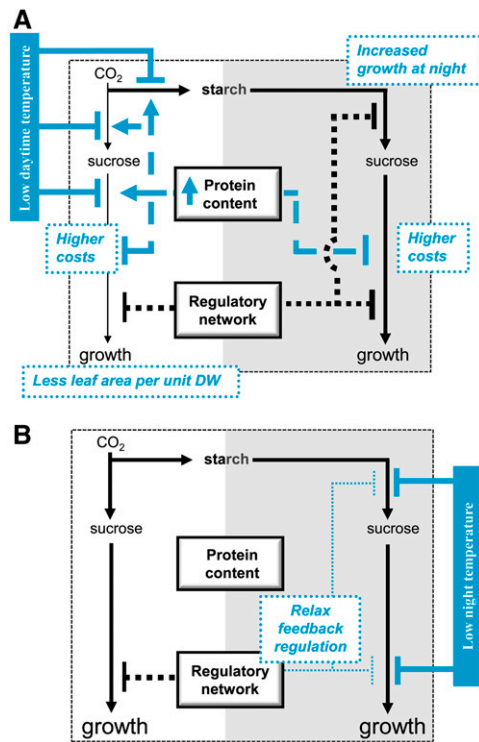 A
Low daytime temperature
CO2
starch
Increased
growth at night
sucrose
sucrose
Protein
content
Higher
costs
Higher
costs
Regulatory
network
growth
growth
Less leaf area per unit DW
B
CO2
starch
sucrose
sucrose
Low night temperature
Protein
content
Relax
feedback
regulation
Regulatory
network
growth
growth